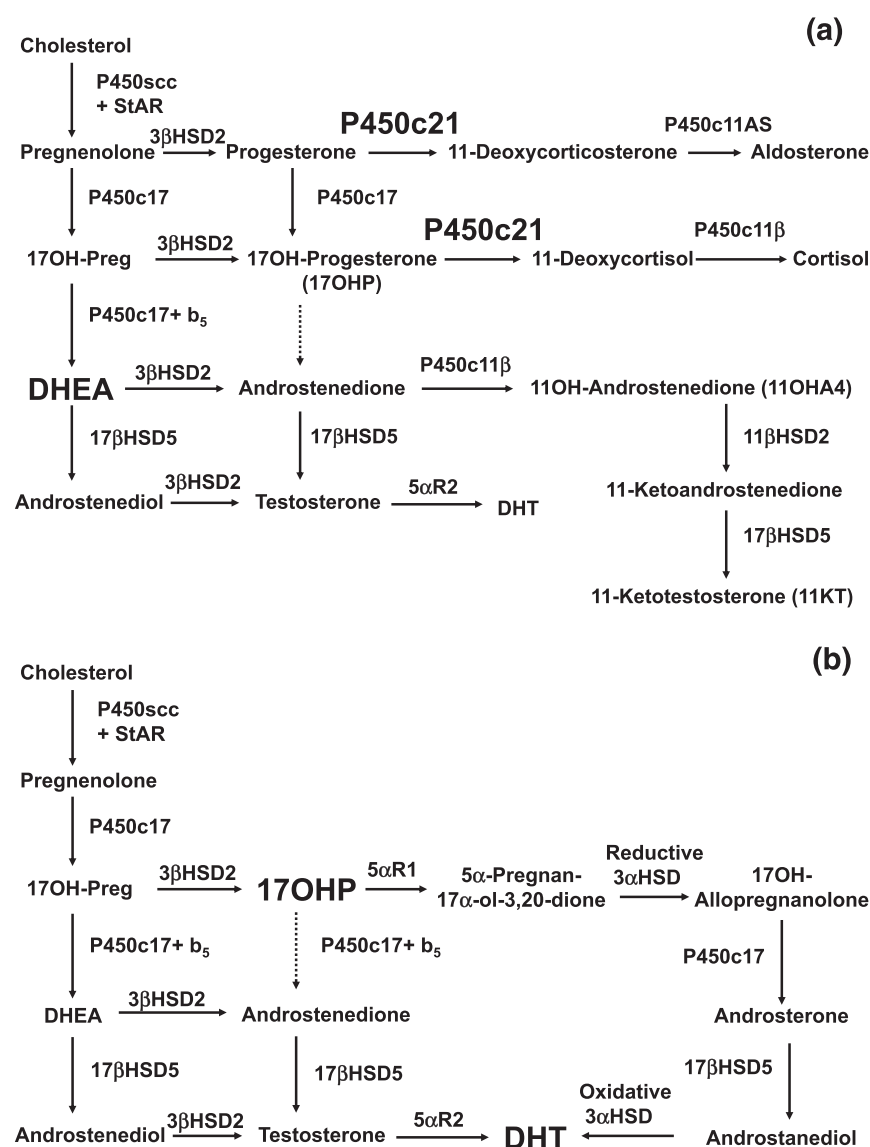 (a)
Cholesterol
P450scc
+ StAR
3βHSD2
P450c21
P450c11AS
Pregnenolone
Progesterone
11-Deoxycorticosterone
Aldosterone
P450c17
P450c17
3βHSD2
P450c21
P450c11β
17OH-Preg
17OH-Progesterone
(17OHP)
11-Deoxycortisol
Cortisol
P450c17+ b5
3βHSD2
P450c11β
DHEA
Androstenedione
11OH-Androstenedione (11OHA4)
17βHSD5
17βHSD5
11βHSD2
3βHSD2
5αR2
Androstenediol
Testosterone
DHT
11-Ketoandrostenedione
17βHSD5
11-Ketotestosterone (11KT)
(b)
Cholesterol
P450scc
+ StAR
Pregnenolone
P450c17
3βHSD2
5αR1
Reductive
3αHSD
17OH-Preg
17OHP
5α-Pregnan-
17α-ol-3,20-dione
17OH-
Allopregnanolone
P450c17+ b5
P450c17+ b5
P450c17
3βHSD2
DHEA
Androstenedione
Androsterone
17βHSD5
17βHSD5
17βHSD5
3βHSD2
5αR2
Oxidative
3αHSD
Androstenediol
Testosterone
DHT
Androstanediol